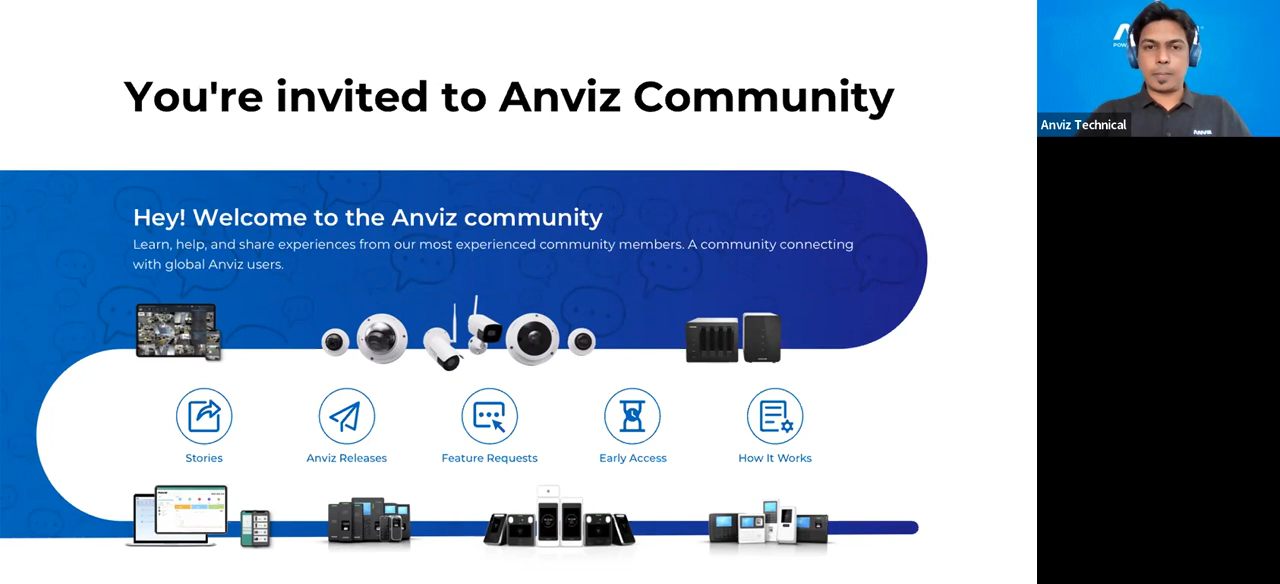 You're invited to Anviz Community
Hey! Welcome to the Anviz community
Learn, help, and share experiences from our most experienced community members. A community connecting
with global Anviz users.
Stories
Anviz Releases
Feature Requests
Early Access
How It Works
Anviz Technical